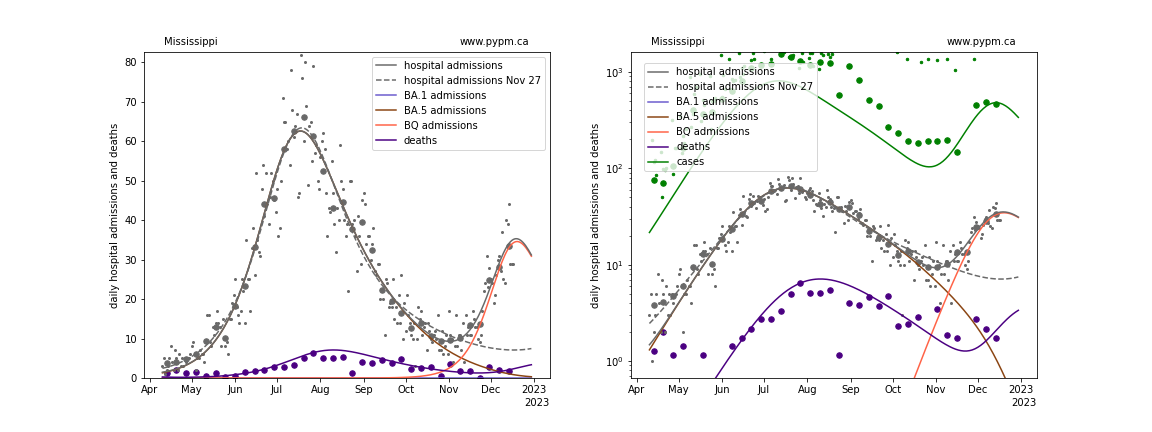 Mississippi
www.pypm.ca
daily hospital admissions and deaths
80
70
60
50
40
30
20
10
0
hospital admissions
hospital admissions Nov 27
BA.1 admissions
BA.5 admissions
BQ admissions
deaths
Apr May Jun Jul Aug Sep Oct Nov Dec 2023
2023
Mississippi
www.pypm.ca
daily hospital admissions and deaths
10³
10²
10¹
10⁰
hospital admissions
hospital admissions Nov 27
BA.1 admissions
BA.5 admissions
BQ admissions
deaths
cases
Apr May Jun Jul Aug Sep Oct Nov Dec 2023
2023